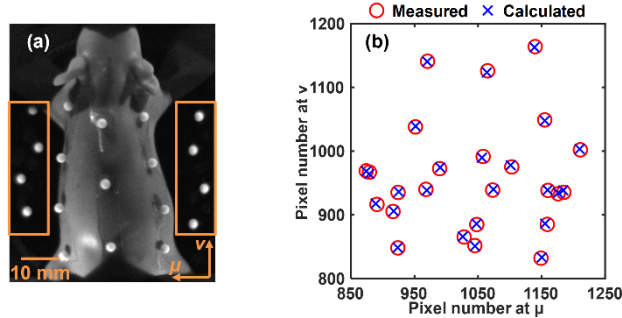 (a)
10 mm
v
μ
Measured Calculated
(b)
Pixel number at v
1200
1100
1000
900
800
850 950 1050 1150 1250
Pixel number at μ